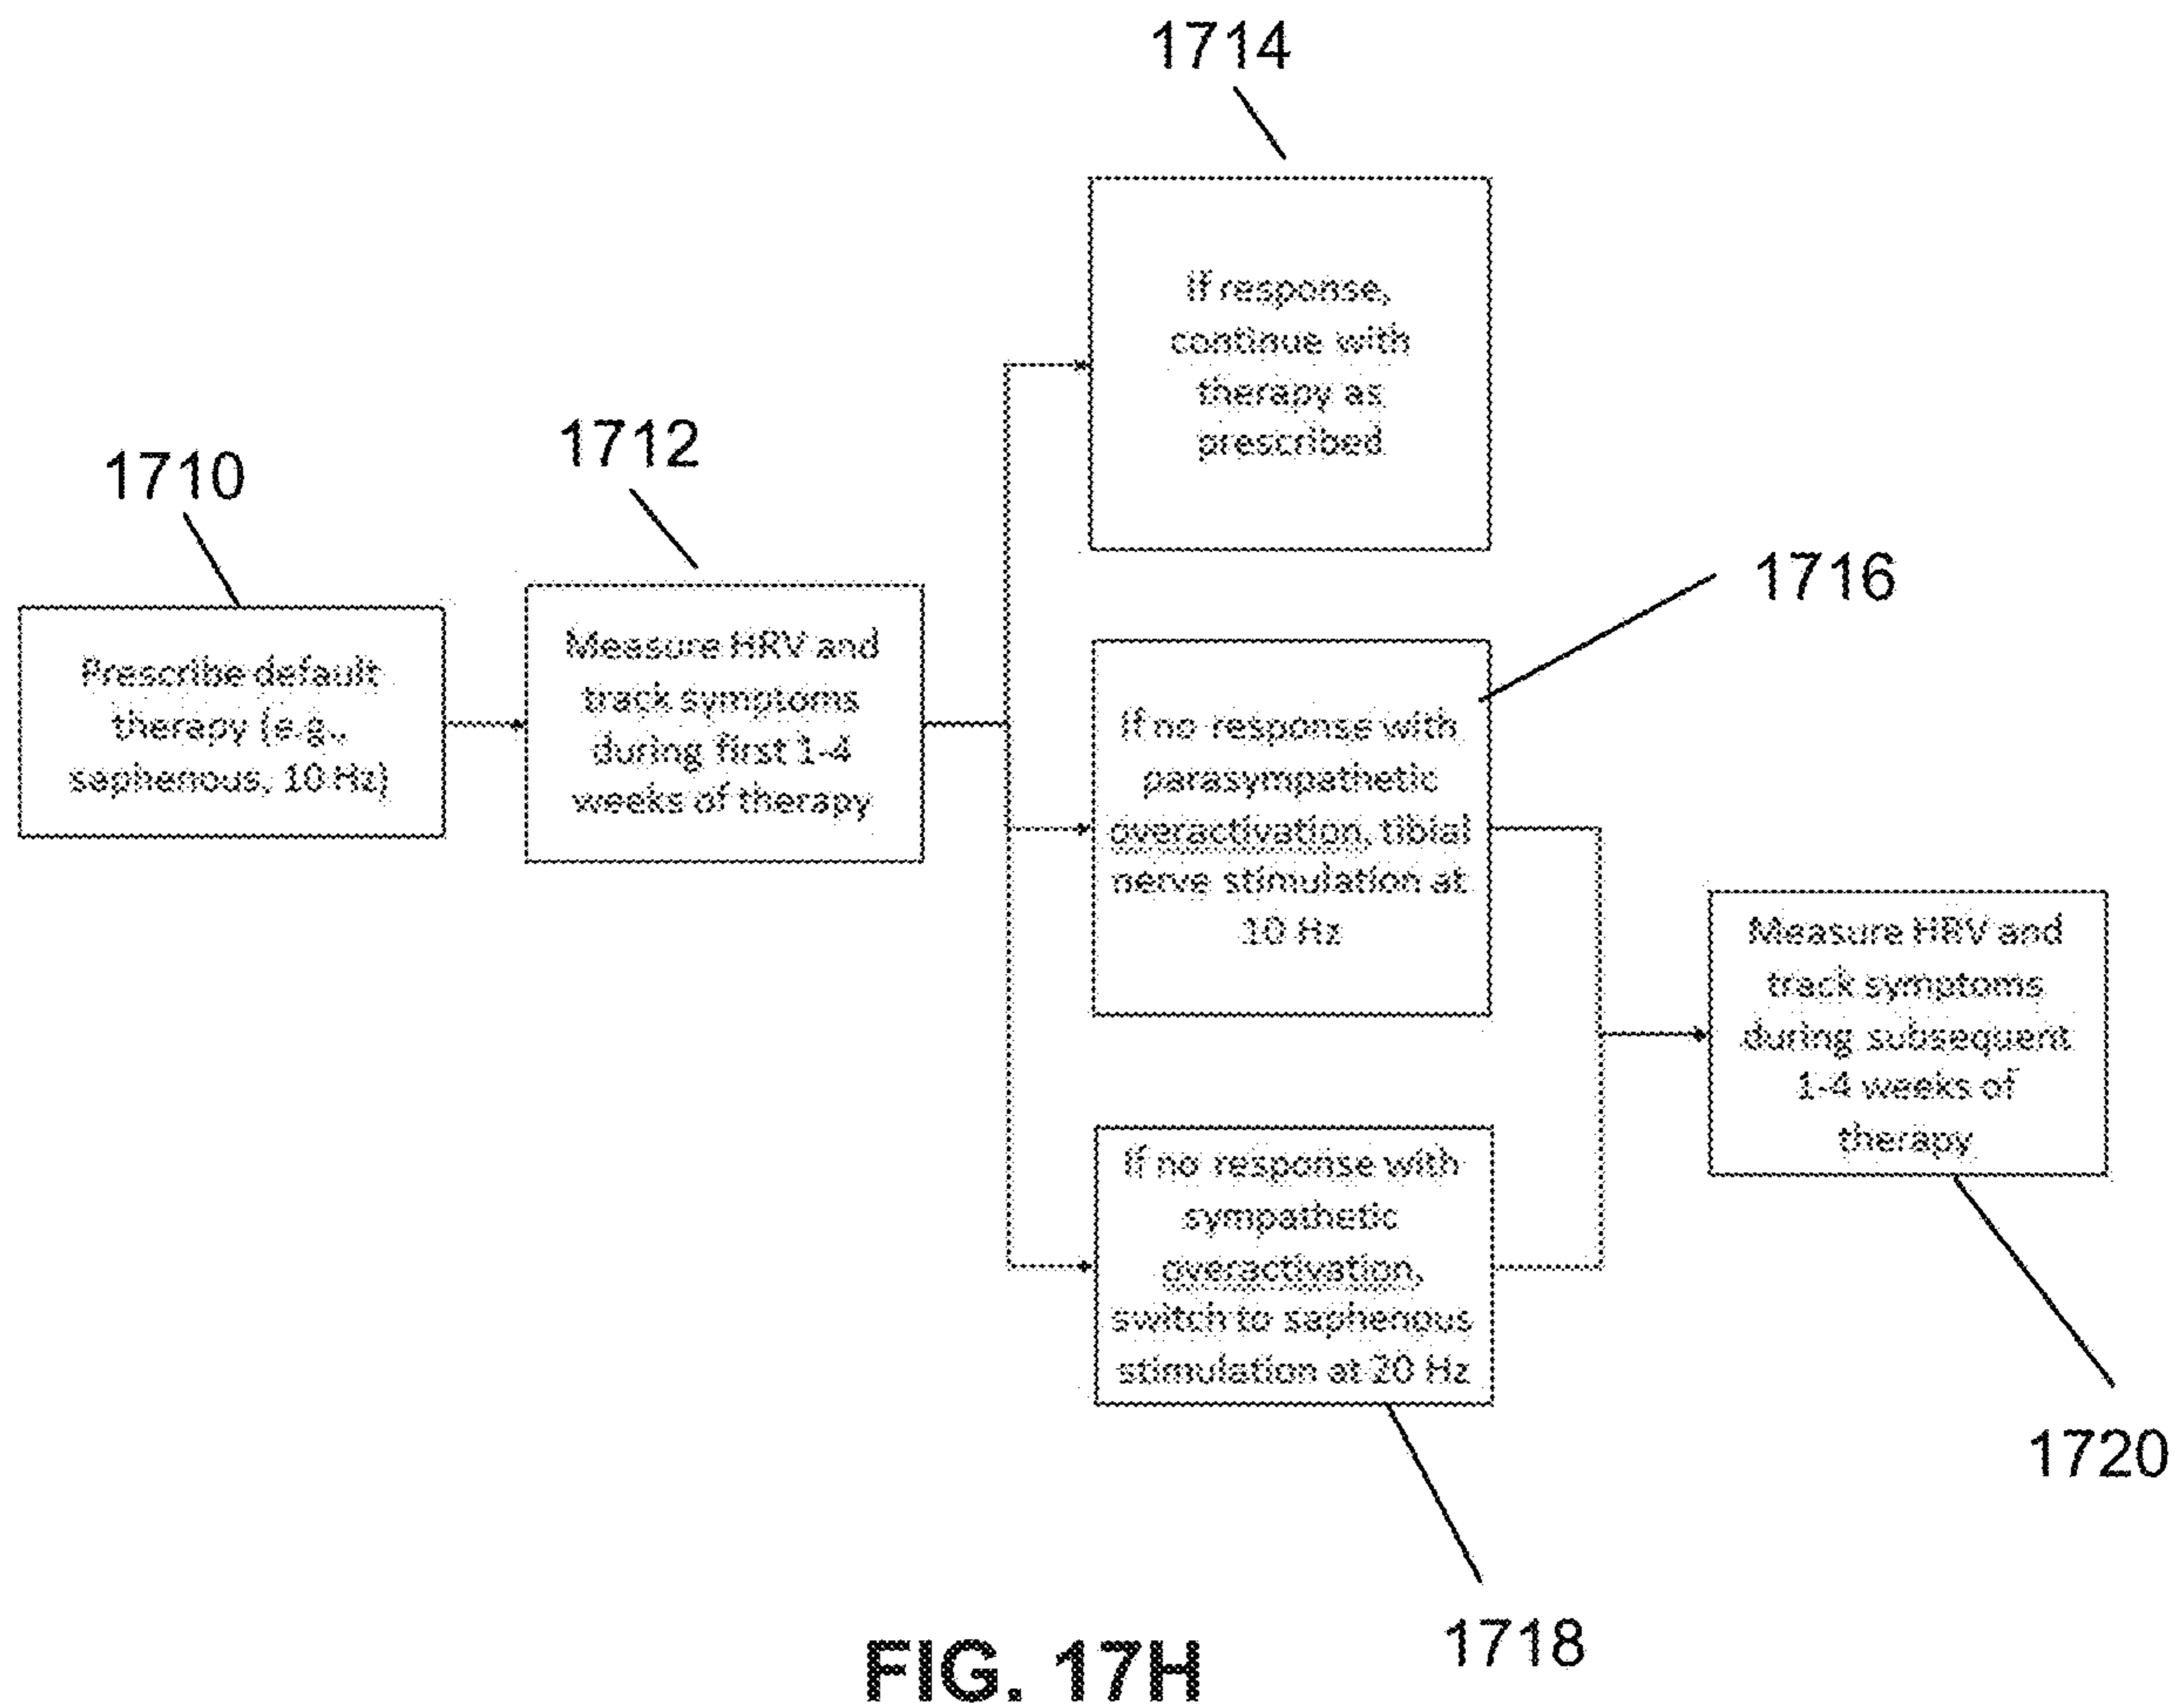 1714
If response,
continue with
therapy as
prescribed
1710
1712
1716
Prescribe default
therapy (e.g.,
saphenous, 10 Hz)
Measure HRV and
track symptoms
during first 1-4
weeks of therapy
If no response with
parasympathetic
overactivation, tibial
nerve stimulation at
10 Hz
Measure HRV and
track symptoms
during subsequent
1-4 weeks of
therapy
If no response with
sympathetic
overactivation,
switch to saphenous
stimulation at 20 Hz
1720
1718
FIG. 17H